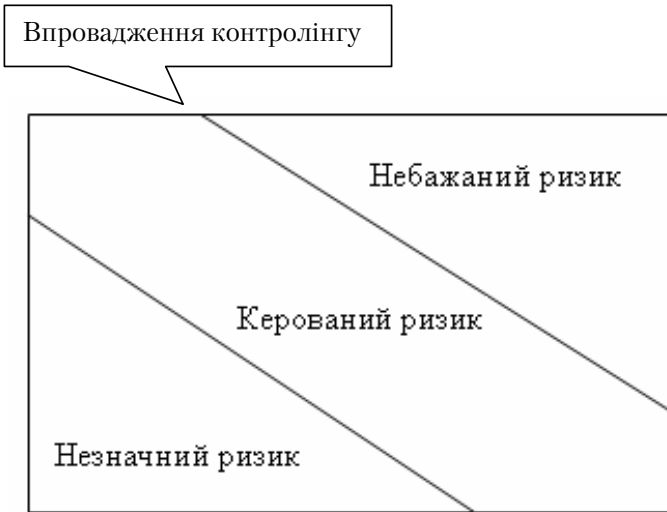 Впровадження контролінгу
Небажаний ризик
Керований ризик
Незначний ризик